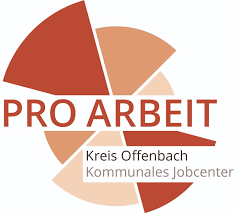 PRO ARBEIT
Kreis Offenbach
Kommunales Jobcenter